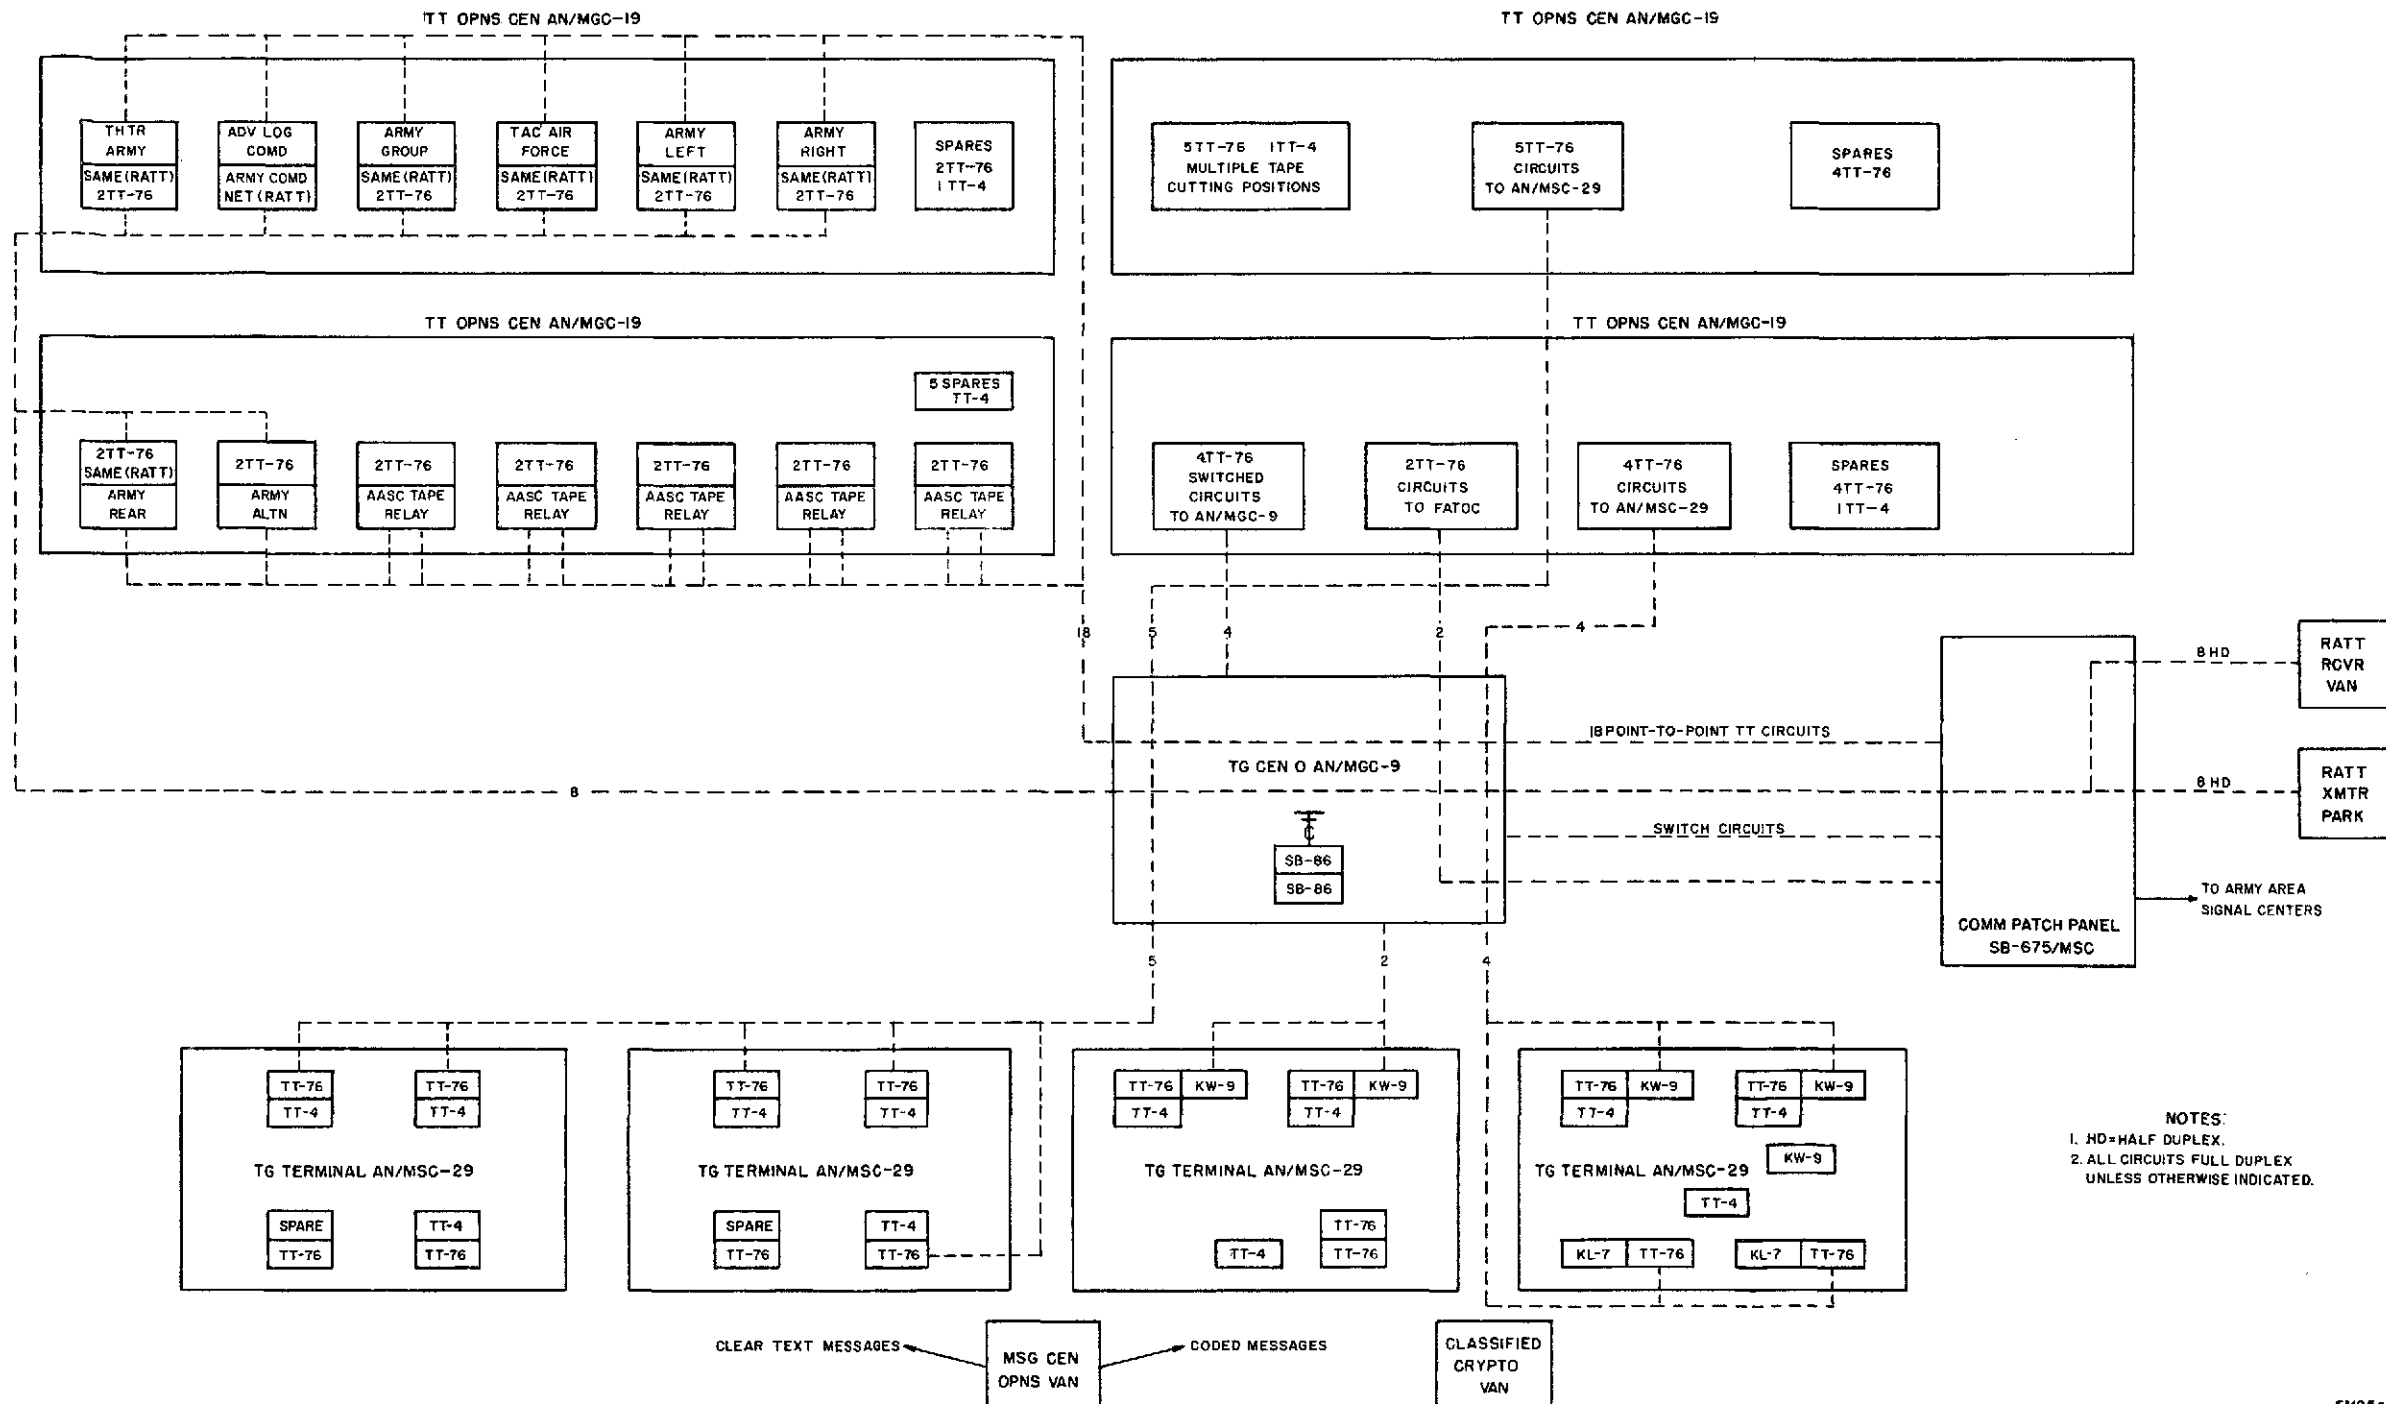 TT OPNS CEN AN/MGC-19
TT OPNS CEN AN/MGC-19
THTR
ARMY
SAME(RATT)
2TT-76
ADV LOG
COMD
ARMY COMD
NET (RATT)
ARMY
GROUP
SAME(RATT)
2TT-76
TAC AIR
FORCE
SAME(RATT)
2TT-76
ARMY
LEFT
SAME(RATT)
2TT-76
ARMY
RIGHT
SAME(RATT)
2TT-76
SPARES
2TT-76
1 TT-4
5TT-76 1TT-4
MULTIPLE TAPE
CUTTING POSITIONS
5TT-76
CIRCUITS
TO AN/MSC-29
SPARES
4TT-76
TT OPNS CEN AN/MGC-19
TT OPNS CEN AN/MGC-19
5 SPARES
TT-4
2TT-76
SAME(RATT)
ARMY
REAR
2TT-76
ARMY
ALTN
2TT-76
AASC TAPE
RELAY
2TT-76
AASC TAPE
RELAY
2TT-76
AASC TAPE
RELAY
2TT-76
AASC TAPE
RELAY
2TT-76
AASC TAPE
RELAY
4TT-76
SWITCHED
CIRCUITS
TO AN/MGC-9
2TT-76
CIRCUITS
TO FATOC
4TT-76
CIRCUITS
TO AN/MSC-29
SPARES
4TT-76
1TT-4
18
5
4
2
4
8 HD
RATT
RCVR
VAN
18 POINT-TO-POINT TT CIRCUITS
TG CEN O AN/MGC-9
8
8 HD
RATT
XMTR
PARK
SWITCH CIRCUITS
C
SB-86
SB-86
TO ARMY AREA
SIGNAL CENTERS
COMM PATCH PANEL
SB-675/MSC
5
2
4
TT-76
TT-4
TT-76
TT-4
TG TERMINAL AN/MSC-29
SPARE
TT-76
TT-4
TT-76
TT-76
TT-4
TT-76
TT-4
TG TERMINAL AN/MSC-29
SPARE
TT-76
TT-4
TT-76
TT-76 KW-9
TT-4
TT-76 KW-9
TT-4
TG TERMINAL AN/MSC-29
TT-4
TT-76
TT-76
TT-76 KW-9
TT-4
TT-76 KW-9
TT-4
KW-9
TG TERMINAL AN/MSC-29
TT-4
KL-7 TT-76
KL-7 TT-76
NOTES:
1. HD=HALF DUPLEX.
2. ALL CIRCUITS FULL DUPLEX
UNLESS OTHERWISE INDICATED.
CLEAR TEXT MESSAGES
MSG CEN
OPNS VAN
CODED MESSAGES
CLASSIFIED
CRYPTO
VAN